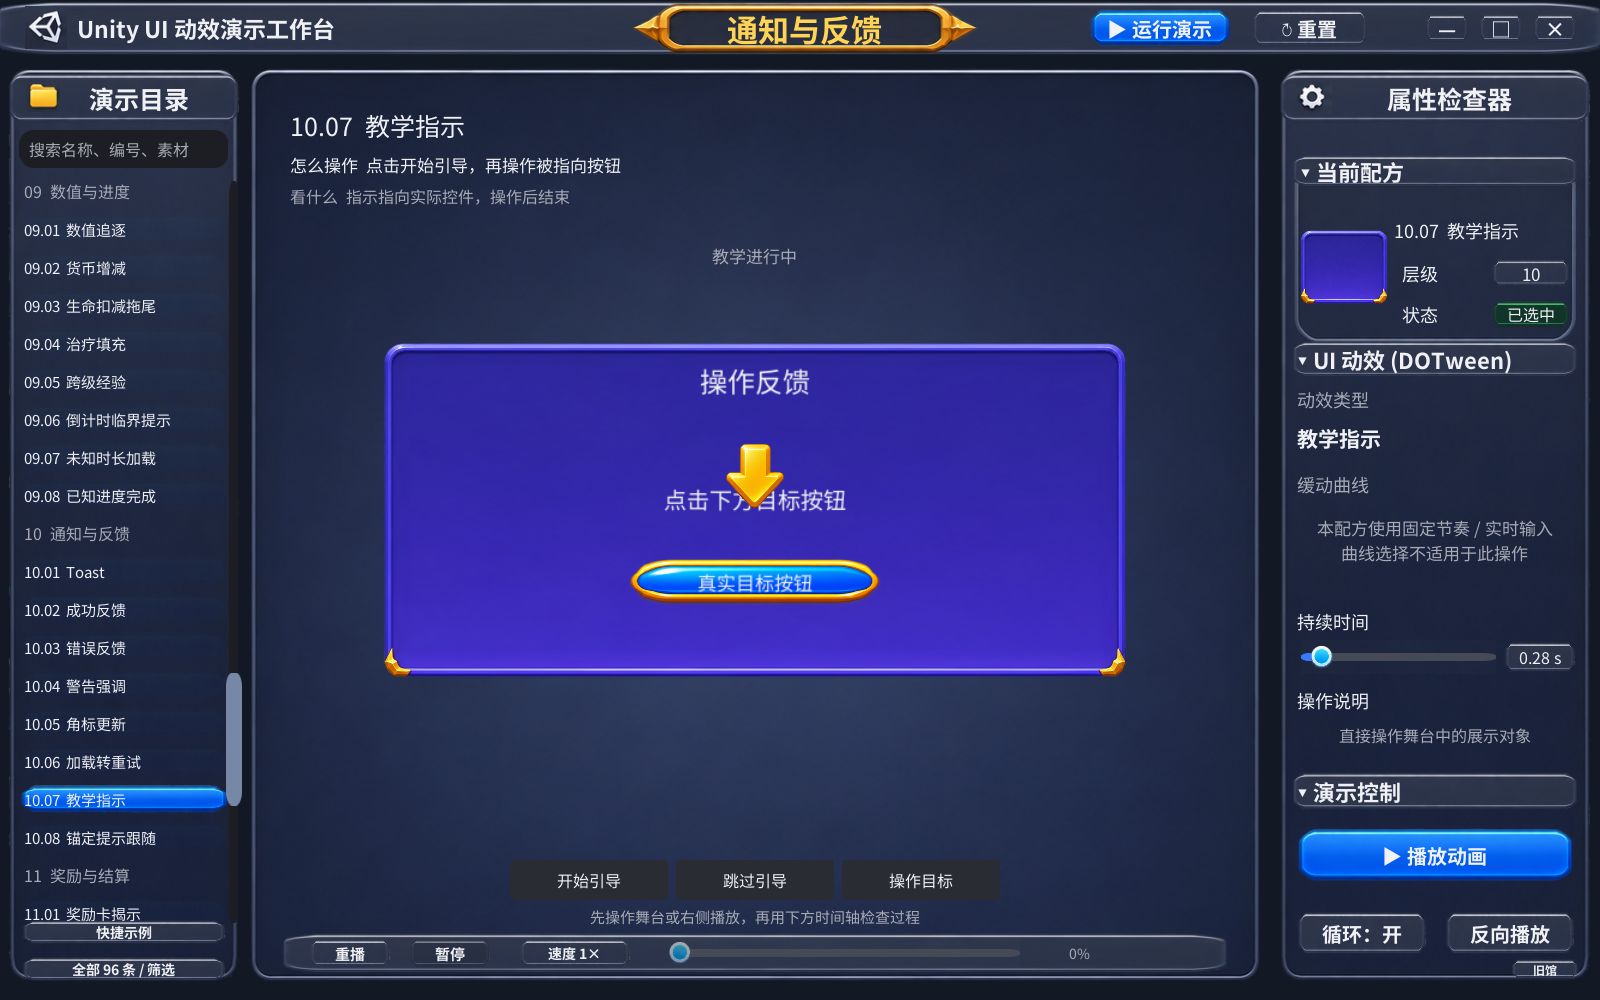 Unity UI 动效演示工作台
通知与反馈
▶ 运行演示
重置
演示目录
搜索名称、编号、素材
09 数值与进度
09.01 数值追逐
09.02 货币增减
09.03 生命扣减拖尾
09.04 治疗填充
09.05 跨级经验
09.06 倒计时临界提示
09.07 未知时长加载
09.08 已知进度完成
10 通知与反馈
10.01 Toast
10.02 成功反馈
10.03 错误反馈
10.04 警告强调
10.05 角标更新
10.06 加载转重试
10.07 教学指示
10.08 锚定提示跟随
11 奖励与结算
11.01 奖励卡揭示
快捷示例
全部 96 条 / 筛选
10.07 教学指示
怎么操作 点击开始引导，再操作被指向按钮
看什么 指示指向实际控件，操作后结束
教学进行中
操作反馈
点击下方目标按钮
真实目标按钮
开始引导
跳过引导
操作目标
先操作舞台或右侧播放，再用下方时间轴检查过程
重播
暂停
速度 1×
0%
属性检查器
▼ 当前配方
10.07 教学指示
层级
10
状态
已选中
▼ UI 动效 (DOTween)
动效类型
教学指示
缓动曲线
本配方使用固定节奏 / 实时输入
曲线选择不适用于此操作
持续时间
0.28 s
操作说明
直接操作舞台中的展示对象
▼ 演示控制
▶ 播放动画
循环：开
反向播放
旧馆